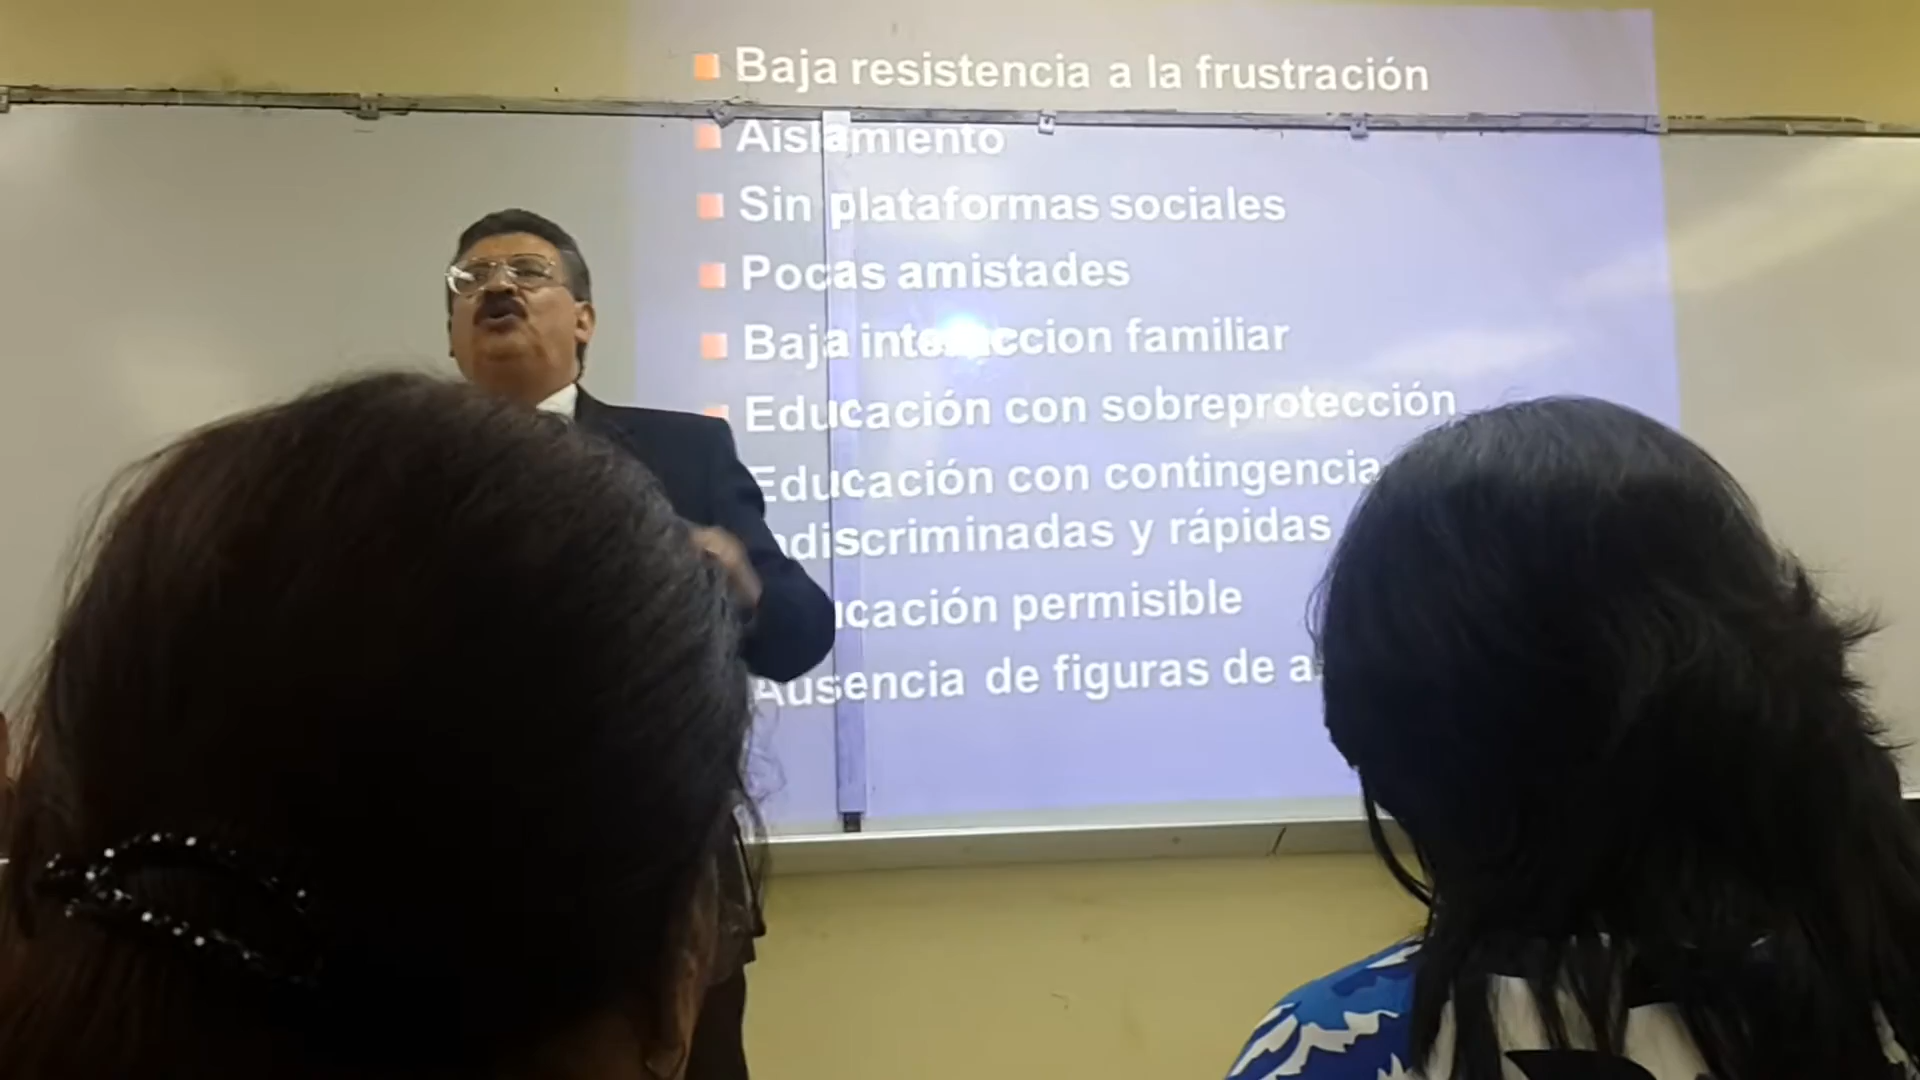 Baja resistencia a la frustración
Aislamiento
Sin plataformas sociales
Pocas amistades
Baja interaccion familiar
Educación con sobreprotección
Educación con contingencia
ndiscriminadas y rápidas
ucación permisible
Ausencia de figuras de a